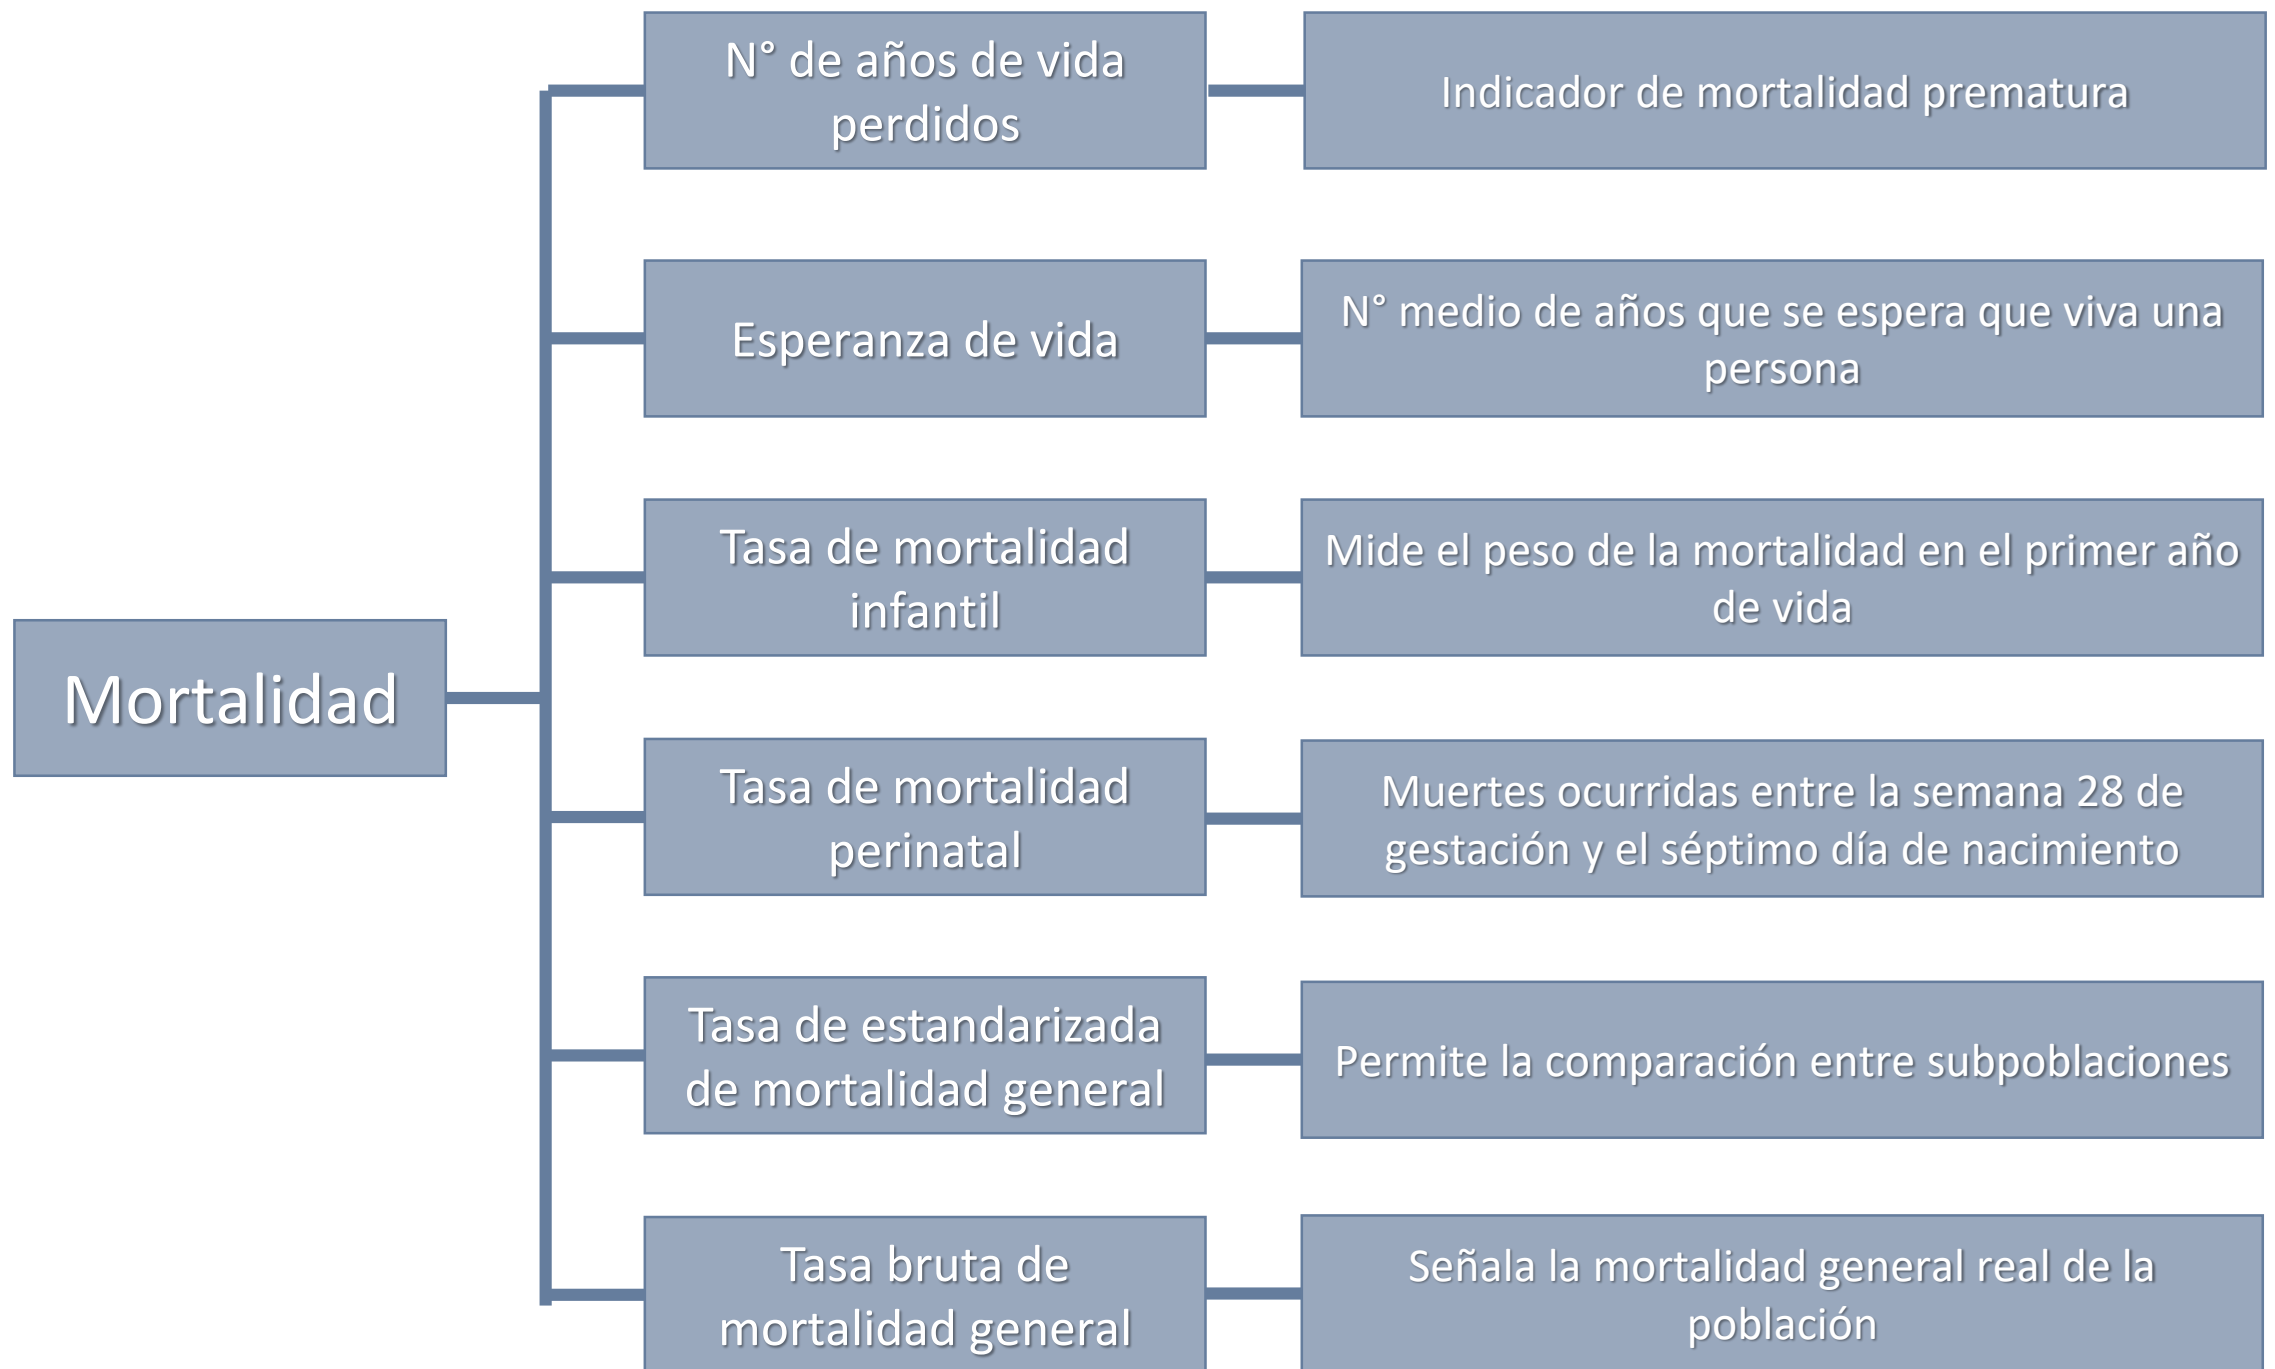 N° de años de vida
perdidos
Indicador de mortalidad prematura
Esperanza de vida
N° medio de años que se espera que viva una
persona
Tasa de mortalidad
infantil
Mide el peso de la mortalidad en el primer año
de vida
Mortalidad
Tasa de mortalidad
perinatal
Muertes ocurridas entre la semana 28 de
gestación y el séptimo día de nacimiento
Tasa de estandarizada
de mortalidad general
Permite la comparación entre subpoblaciones
Tasa bruta de
mortalidad general
Señala la mortalidad general real de la
población